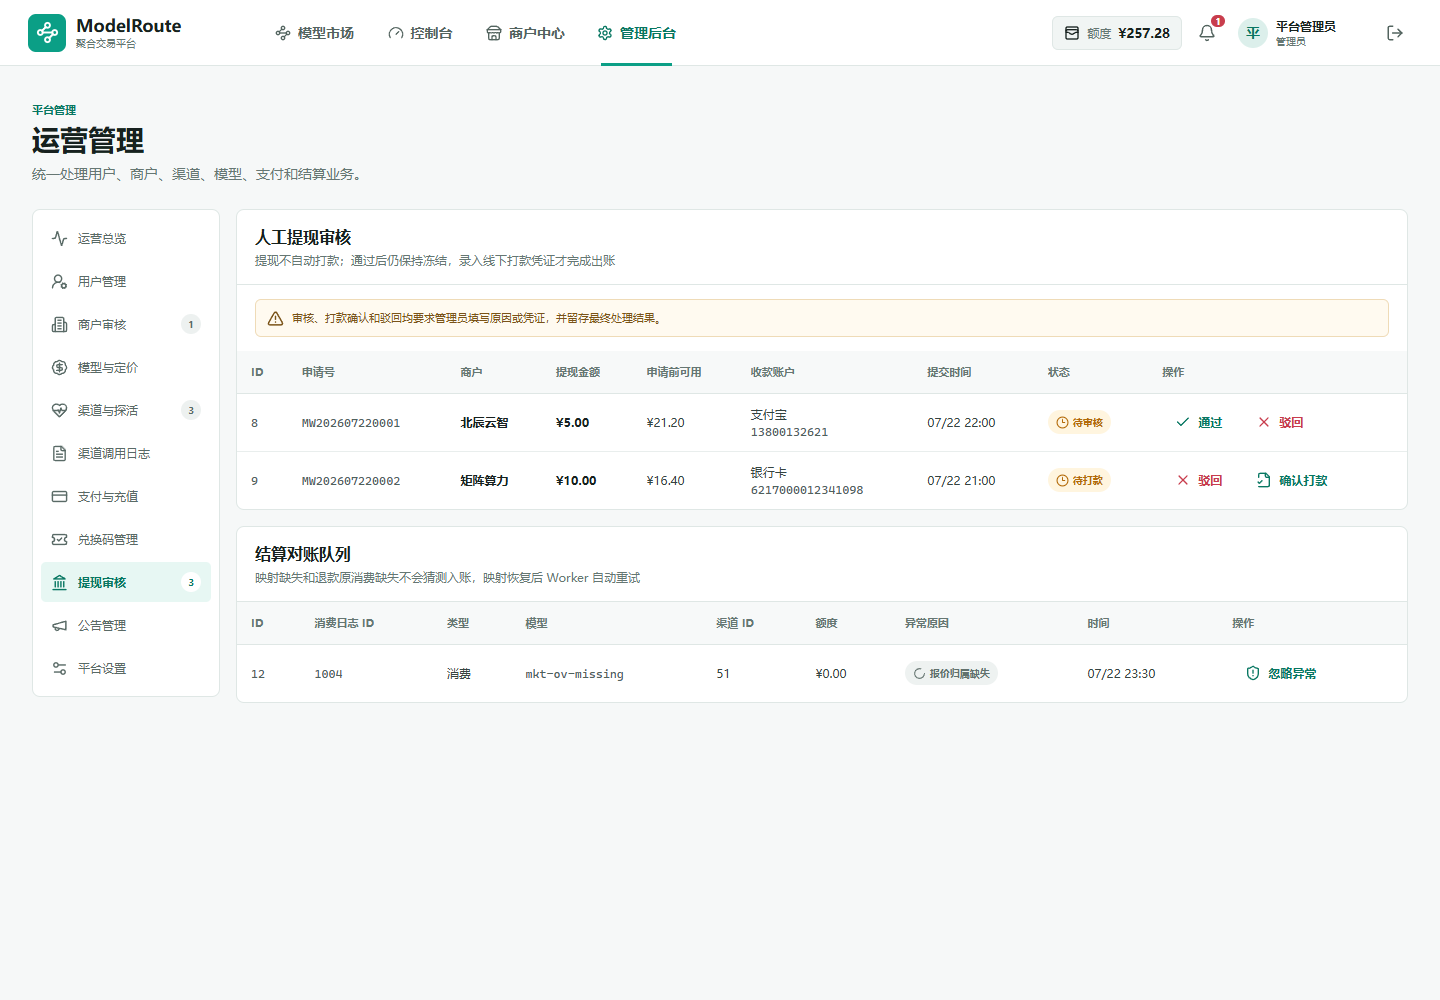 ModelRoute
聚合交易平台
模型市场
控制台
商户中心
管理后台
额度 ¥257.28
1
平
平台管理员
管理员
平台管理
运营管理
统一处理用户、商户、渠道、模型、支付和结算业务。
运营总览
用户管理
商户审核 1
模型与定价
渠道与探活 3
渠道调用日志
支付与充值
兑换码管理
提现审核 3
公告管理
平台设置
人工提现审核
提现不自动打款；通过后仍保持冻结，录入线下打款凭证才完成出账
审核、打款确认和驳回均要求管理员填写原因或凭证，并留存最终处理结果。
ID 申请号 商户 提现金额 申请前可用 收款账户 提交时间 状态 操作
8 MW202607220001 北辰云智 ¥5.00 ¥21.20 支付宝 07/22 22:00 待审核 通过 驳回
13800132621
9 MW202607220002 矩阵算力 ¥10.00 ¥16.40 银行卡 07/22 21:00 待打款 驳回 确认打款
6217000012341098
结算对账队列
映射缺失和退款原消费缺失不会猜测入账，映射恢复后 Worker 自动重试
ID 消费日志 ID 类型 模型 渠道 ID 额度 异常原因 时间 操作
12 1004 消费 mkt-ov-missing 51 ¥0.00 报价归属缺失 07/22 23:30 忽略异常